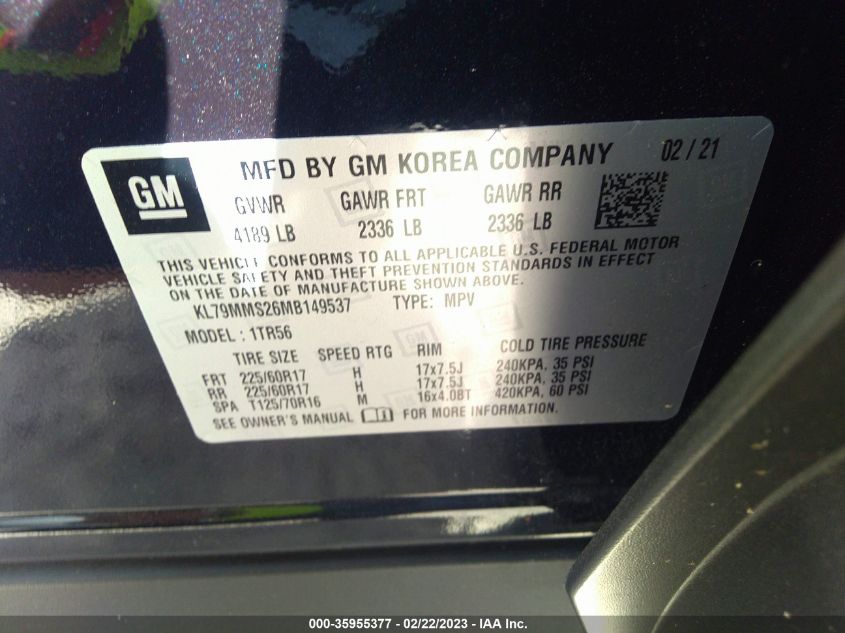 GM
MFD BY GM KOREA COMPANY 02 / 21
GVWR GAWR FRT GAWR RR
4189 LB 2336 LB 2336 LB
THIS VEHICLE CONFORMS TO ALL APPLICABLE U.S. FEDERAL MOTOR
VEHICLE SAFETY AND THEFT PREVENTION STANDARDS IN EFFECT
ON THE DATE OF MANUFACTURE SHOWN ABOVE.
KL79MMS26MB149537 TYPE: MPV
MODEL: 1TR56
TIRE SIZE SPEED RTG RIM COLD TIRE PRESSURE
FRT 225/60R17 H 17x7.5J 240KPA, 35 PSI
RR 225/60R17 H 17x7.5J 240KPA, 35 PSI
SPA T125/70R16 M 16x4.0BT 420KPA, 60 PSI
SEE OWNER'S MANUAL FOR MORE INFORMATION.
000-35955377 - 02/22/2023 - IAA Inc.